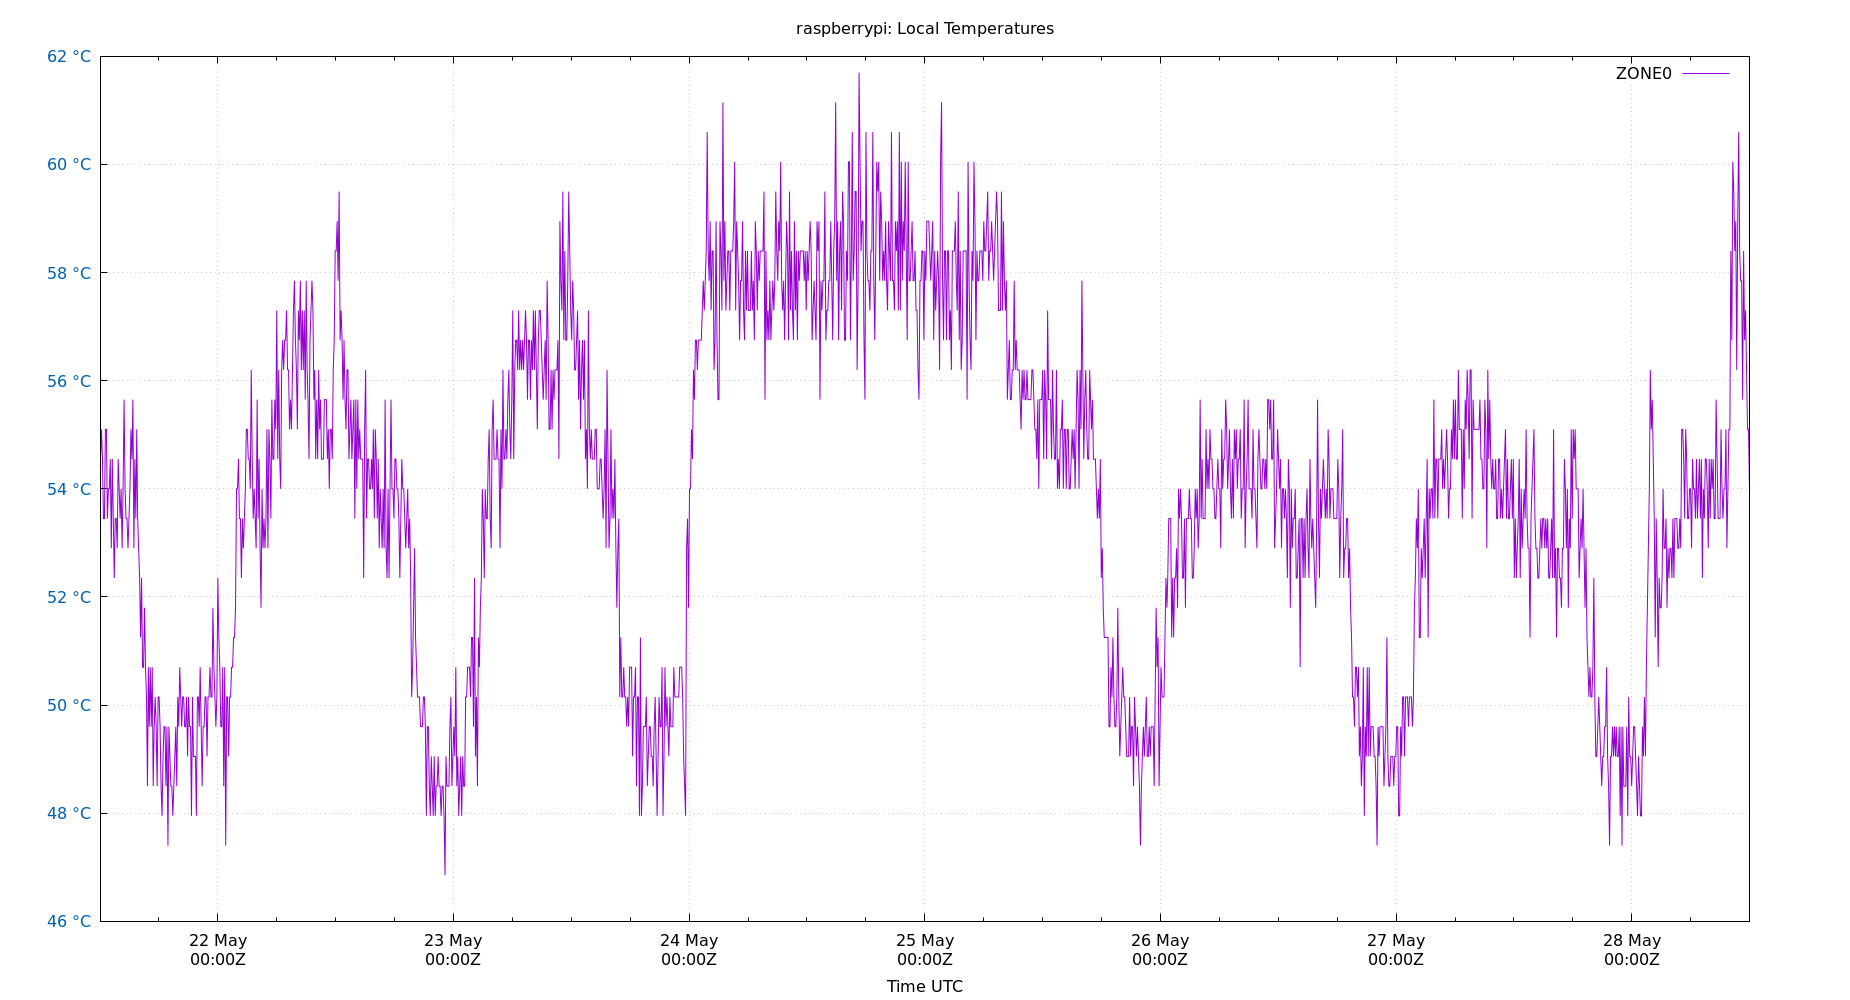 raspberrypi: Local Temperatures
ZONE0
62 °C
60 °C
58 °C
56 °C
54 °C
52 °C
50 °C
48 °C
46 °C
22 May 23 May 24 May 25 May 26 May 27 May 28 May
00:00Z 00:00Z 00:00Z 00:00Z 00:00Z 00:00Z 00:00Z
Time UTC